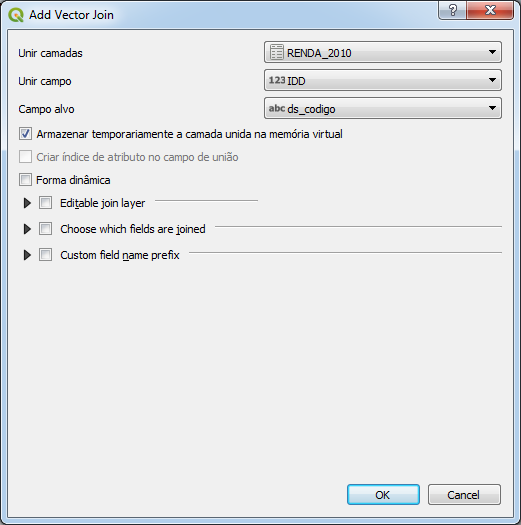 Add Vector Join
Unir camadas RENDA_2010
Unir campo 123 IDD
Campo alvo abc ds_codigo
Armazenar temporariamente a camada unida na memória virtual
Criar índice de atributo no campo de união
Forma dinâmica
Editable join layer
Choose which fields are joined
Custom field name prefix
OK Cancel